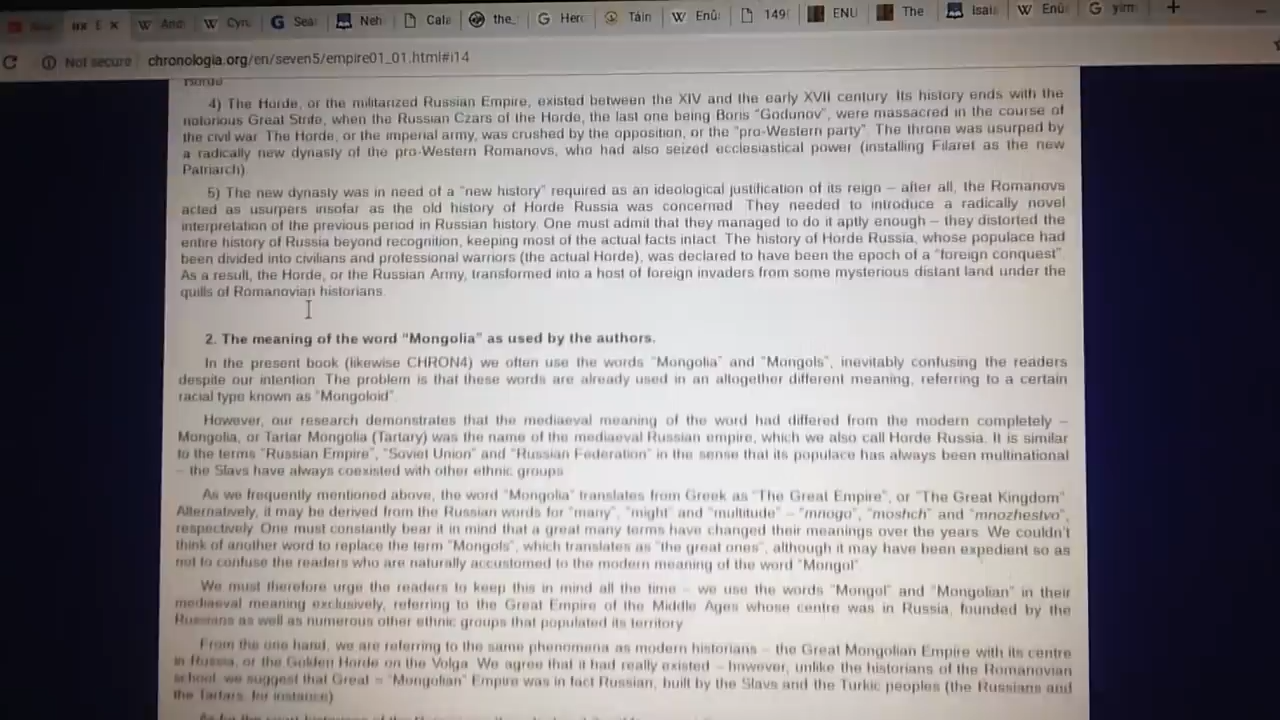 And
Cyru
Sea
Neh
Cala
the_
Herc
Táin
Enû
149
ENU
The
Isaia
Enû
yim
Not secure
chronologia.org/en/seven5/empire01_01.html#i14
4) The Horde, or the militarized Russian Empire, existed between the XIV and the early XVII century. Its history ends with the
notorious Great Strife, when the Russian Czars of the Horde, the last one being Boris "Godunov", were massacred in the course of
the civil war. The Horde, or the imperial army, was crushed by the opposition, or the "pro-Western party". The throne was usurped by
a radically new dynasty of the pro-Western Romanovs, who had also seized ecclesiastical power (installing Filaret as the new
Patriarch).
5) The new dynasty was in need of a "new history" required as an ideological justification of its reign – after all, the Romanovs
acted as usurpers insofar as the old history of Horde Russia was concerned. They needed to introduce a radically novel
interpretation of the previous period in Russian history. One must admit that they managed to do it aptly enough – they distorted the
entire history of Russia beyond recognition, keeping most of the actual facts intact. The history of Horde Russia, whose populace had
been divided into civilians and professional warriors (the actual Horde), was declared to have been the epoch of a "foreign conquest".
As a result, the Horde, or the Russian Army, transformed into a host of foreign invaders from some mysterious distant land under the
quills of Romanovian historians.
2. The meaning of the word "Mongolia" as used by the authors.
In the present book (likewise CHRON4) we often use the words "Mongolia" and "Mongols", inevitably confusing the readers
despite our intention. The problem is that these words are already used in an altogether different meaning, referring to a certain
racial type known as "Mongoloid".
However, our research demonstrates that the mediaeval meaning of the word had differed from the modern completely –
Mongolia, or Tartar Mongolia (Tartary) was the name of the mediaeval Russian empire, which we also call Horde Russia. It is similar
to the terms "Russian Empire", "Soviet Union" and "Russian Federation" in the sense that its populace has always been multinational
– the Slavs have always coexisted with other ethnic groups.
As we frequently mentioned above, the word "Mongolia" translates from Greek as "The Great Empire", or "The Great Kingdom".
Alternatively, it may be derived from the Russian words for "many", "might" and "multitude" – "mnogo", "moshch" and "mnozhestvo",
respectively. One must constantly bear it in mind that a great many terms have changed their meanings over the years. We couldn't
think of another word to replace the term "Mongols", which translates as "the great ones", although it may have been expedient so as
not to confuse the readers who are naturally accustomed to the modern meaning of the word "Mongol".
We must therefore urge the readers to keep this in mind all the time – we use the words "Mongol" and "Mongolian" in their
mediaeval meaning exclusively, referring to the Great Empire of the Middle Ages whose centre was in Russia, founded by the
Russians as well as numerous other ethnic groups that populated its territory.
From the one hand, we are referring to the same phenomena as modern historians – the Great Mongolian Empire with its centre
in Russia, or the Golden Horde on the Volga. We agree that it had really existed – however, unlike the historians of the Romanovian
school, we suggest that Great = "Mongolian" Empire was in fact Russian, built by the Slavs and the Turkic peoples (the Russians and
the Tartars, for instance).